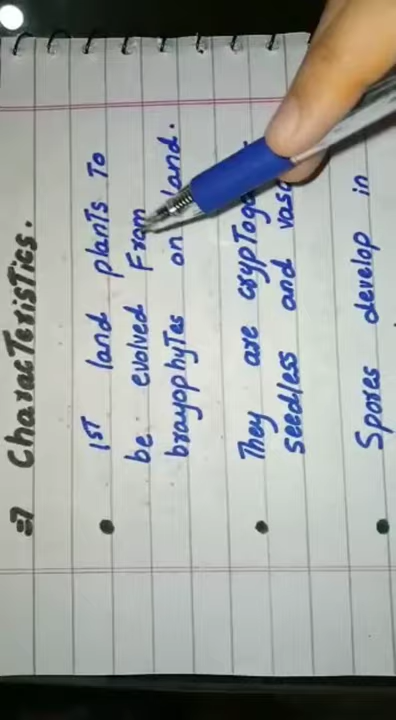 ⇒ CharacTerisTics.
1ST land planTs To
be evolved From
brayophytes on land.
They are
seedless and
Spores develop in